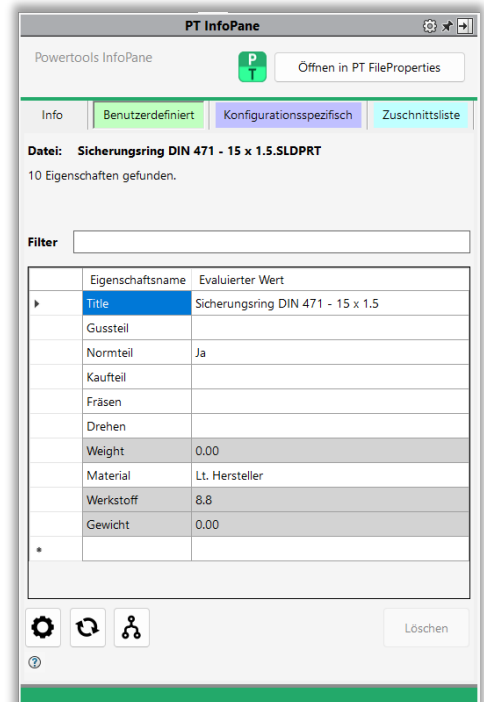 PT InfoPane
Powertools InfoPane
P
T
Öffnen in PT FileProperties
Info Benutzerdefiniert Konfigurationsspezifisch Zuschnittsliste
Datei: Sicherungsring DIN 471 - 15 x 1.5.SLDPRT
10 Eigenschaften gefunden.
Filter
Eigenschaftsname Evaluierter Wert
Title Sicherungsring DIN 471 - 15 x 1.5
Gussteil
Normteil Ja
Kaufteil
Fräsen
Drehen
Weight 0.00
Material Lt. Hersteller
Werkstoff 8.8
Gewicht 0.00
*
Löschen
?